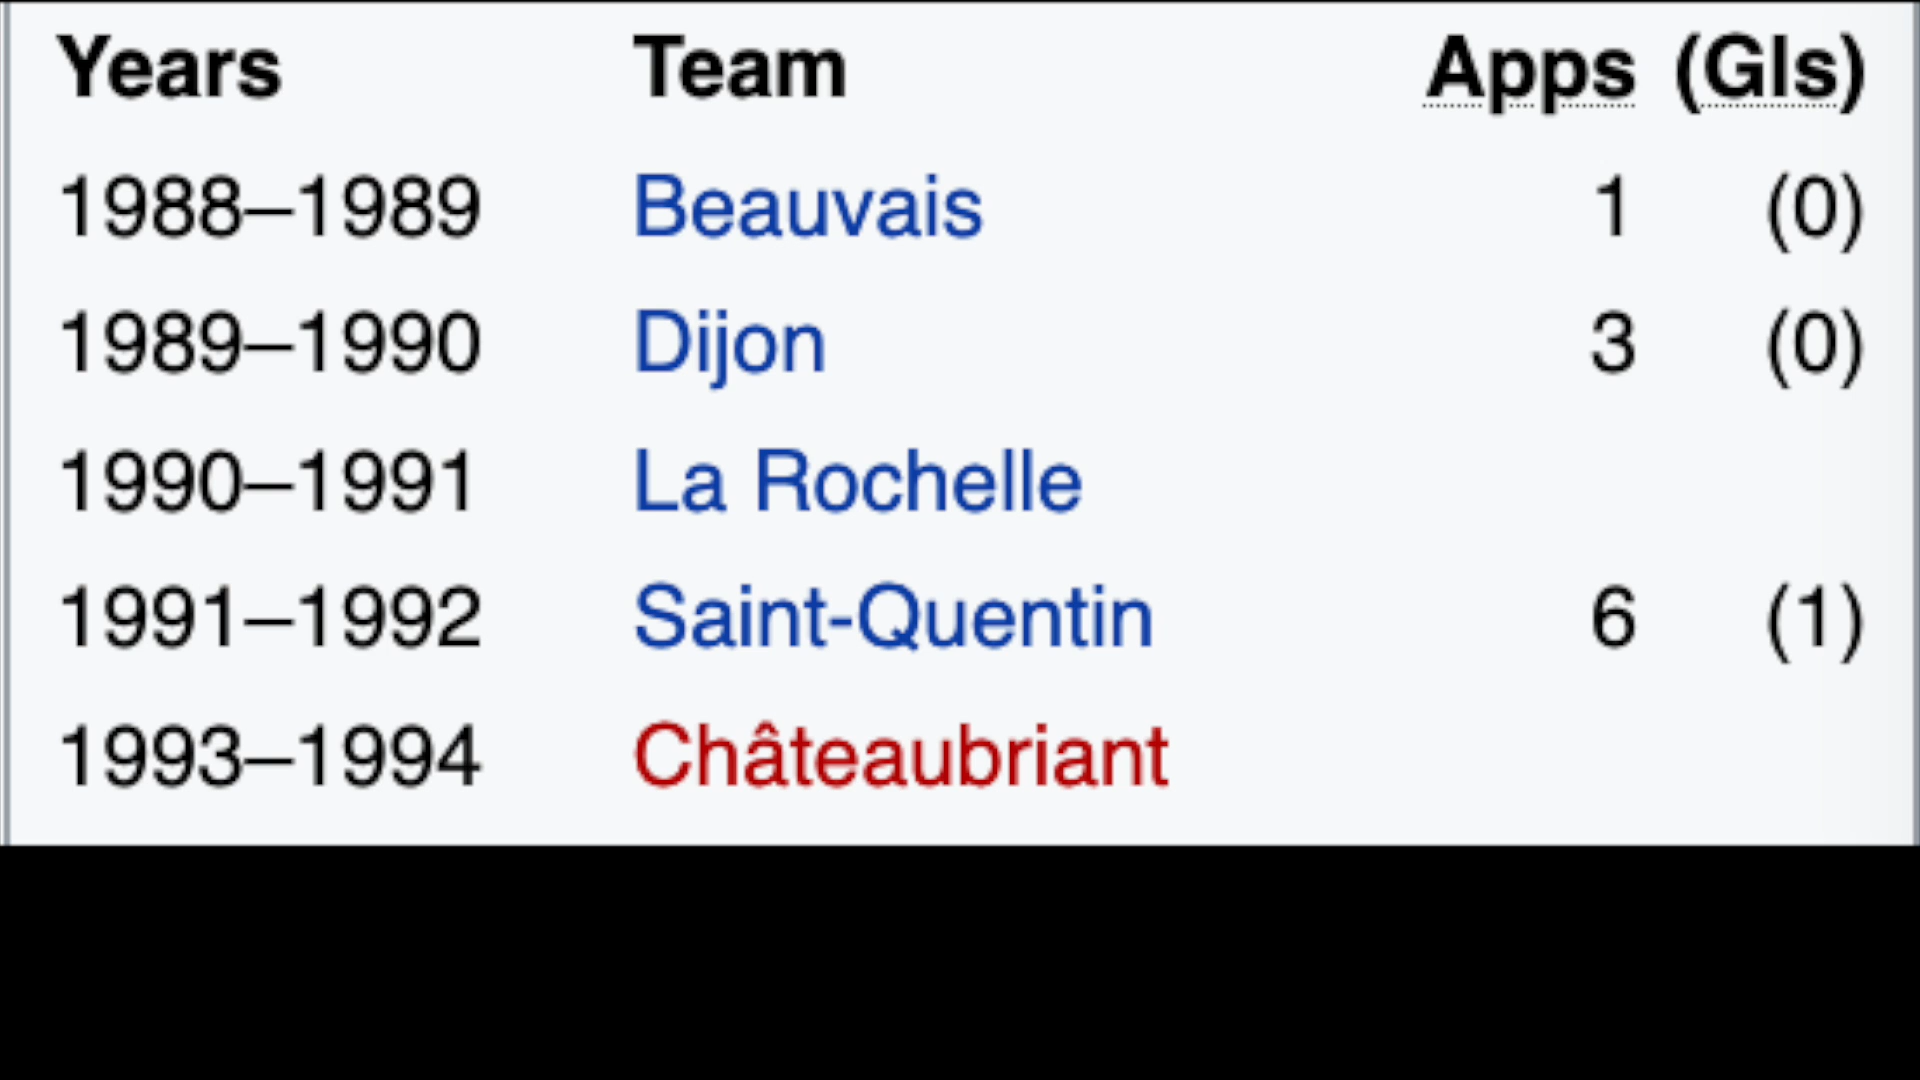 Years Team Apps (Gls)
1988–1989 Beauvais 1 (0)
1989–1990 Dijon 3 (0)
1990–1991 La Rochelle
1991–1992 Saint-Quentin 6 (1)
1993–1994 Châteaubriant